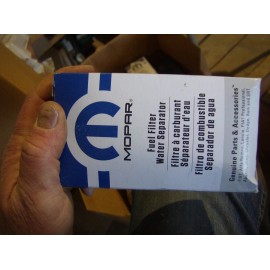 MOPAR
Fuel Filter
Water Separator
Filtre à carburant
Séparateur d'eau
Filtro de combustible
Separador de agua
Genuine Parts & Accessories